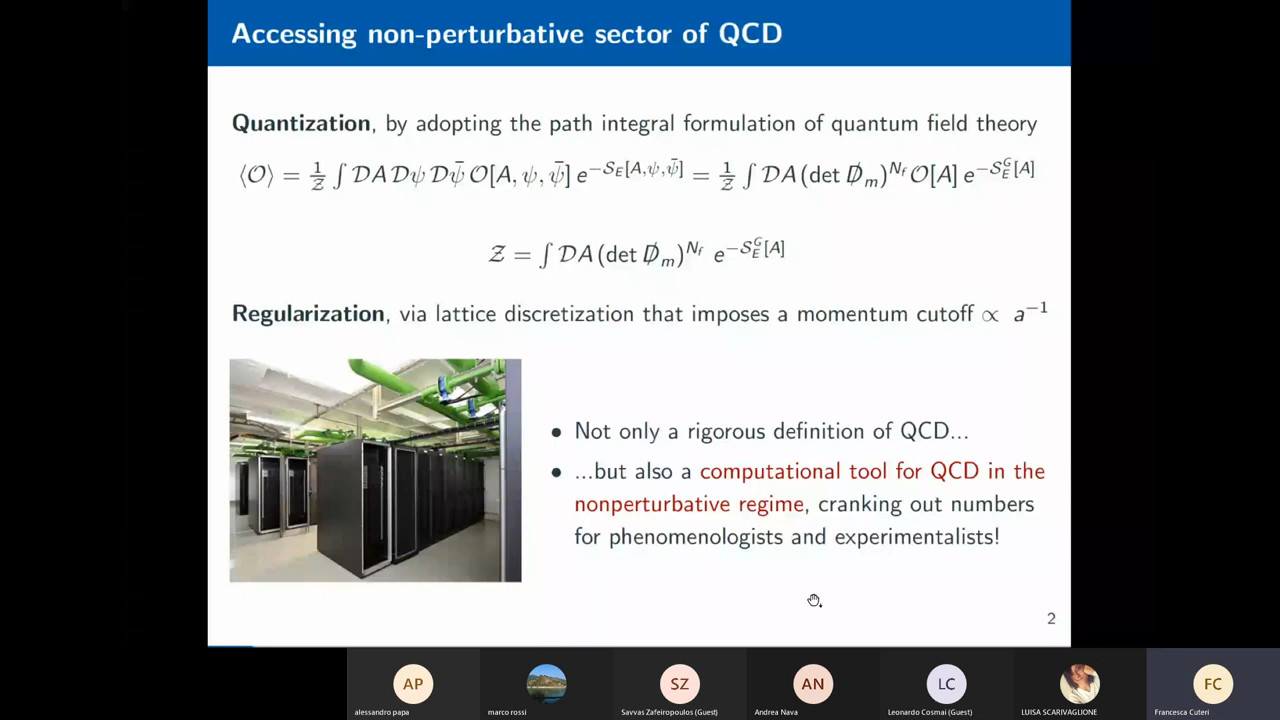 Accessing non-perturbative sector of QCD
Quantization, by adopting the path integral formulation of quantum field theory
⟨𝒪⟩ = 1/𝒵 ∫ 𝒟A 𝒟ψ 𝒟ψ̄ 𝒪[A, ψ, ψ̄] e^{−S_E[A,ψ,ψ̄]} = 1/𝒵 ∫ 𝒟A (det D̸_m)^{N_f} 𝒪[A] e^{−𝒮_E^G[A]}
𝒵 = ∫ 𝒟A (det D̸_m)^{N_f} e^{−𝒮_E^G[A]}
Regularization, via lattice discretization that imposes a momentum cutoff ∝ a^{−1}
• Not only a rigorous definition of QCD...
• ...but also a computational tool for QCD in the
nonperturbative regime, cranking out numbers
for phenomenologists and experimentalists!
2
AP
SZ
AN
LC
FC
alessandro papa
marco rossi
Savvas Zafeiropoulos (Guest)
Andrea Nava
Leonardo Cosmai (Guest)
LUISA SCARIVAGLIONE
Francesca Cuteri